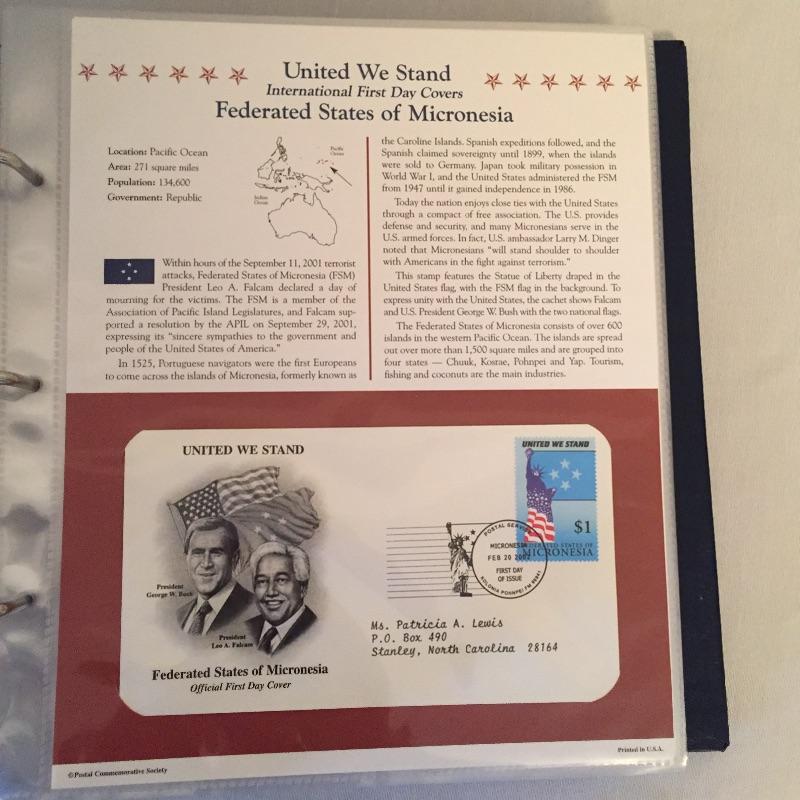 United We Stand
International First Day Covers
Federated States of Micronesia
Location: Pacific Ocean
Area: 271 square miles
Population: 134,600
Government: Republic
Pacific
Ocean
Indian
Ocean
Within hours of the September 11, 2001 terrorist
attacks, Federated States of Micronesia (FSM)
President Leo A. Falcam declared a day of
mourning for the victims. The FSM is a member of the
Association of Pacific Island Legislatures, and Falcam sup-
ported a resolution by the APIL on September 29, 2001,
expressing its "sincere sympathies to the government and
people of the United States of America."
In 1525, Portuguese navigators were the first Europeans
to come across the islands of Micronesia, formerly known as
the Caroline Islands. Spanish expeditions followed, and the
Spanish claimed sovereignty until 1899, when the islands
were sold to Germany. Japan took military possession in
World War I, and the United States administered the FSM
from 1947 until it gained independence in 1986.
Today the nation enjoys close ties with the United States
through a compact of free association. The U.S. provides
defense and security, and many Micronesians serve in the
U.S. armed forces. In fact, U.S. ambassador Larry M. Dinger
noted that Micronesians "will stand shoulder to shoulder
with Americans in the fight against terrorism."
This stamp features the Statue of Liberty draped in the
United States flag, with the FSM flag in the background. To
express unity with the United States, the cachet shows Falcam
and U.S. President George W. Bush with the two national flags.
The Federated States of Micronesia consists of over 600
islands in the western Pacific Ocean. The islands are spread
out over more than 1,500 square miles and are grouped into
four states — Chuuk, Kosrae, Pohnpei and Yap. Tourism,
fishing and coconuts are the main industries.
UNITED WE STAND
President
George W. Bush
President
Leo A. Falcam
Federated States of Micronesia
Official First Day Cover
UNITED WE STAND
$1
FEDERATED STATES OF
MICRONESIA
POSTAL SERVICE
MICRONESIA
FEB 20 2002
FIRST DAY
OF ISSUE
KOLONIA POHNPEI FM 96941
Ms. Patricia A. Lewis
P.O. Box 490
Stanley, North Carolina 28164
©Postal Commemorative Society
Printed in U.S.A.